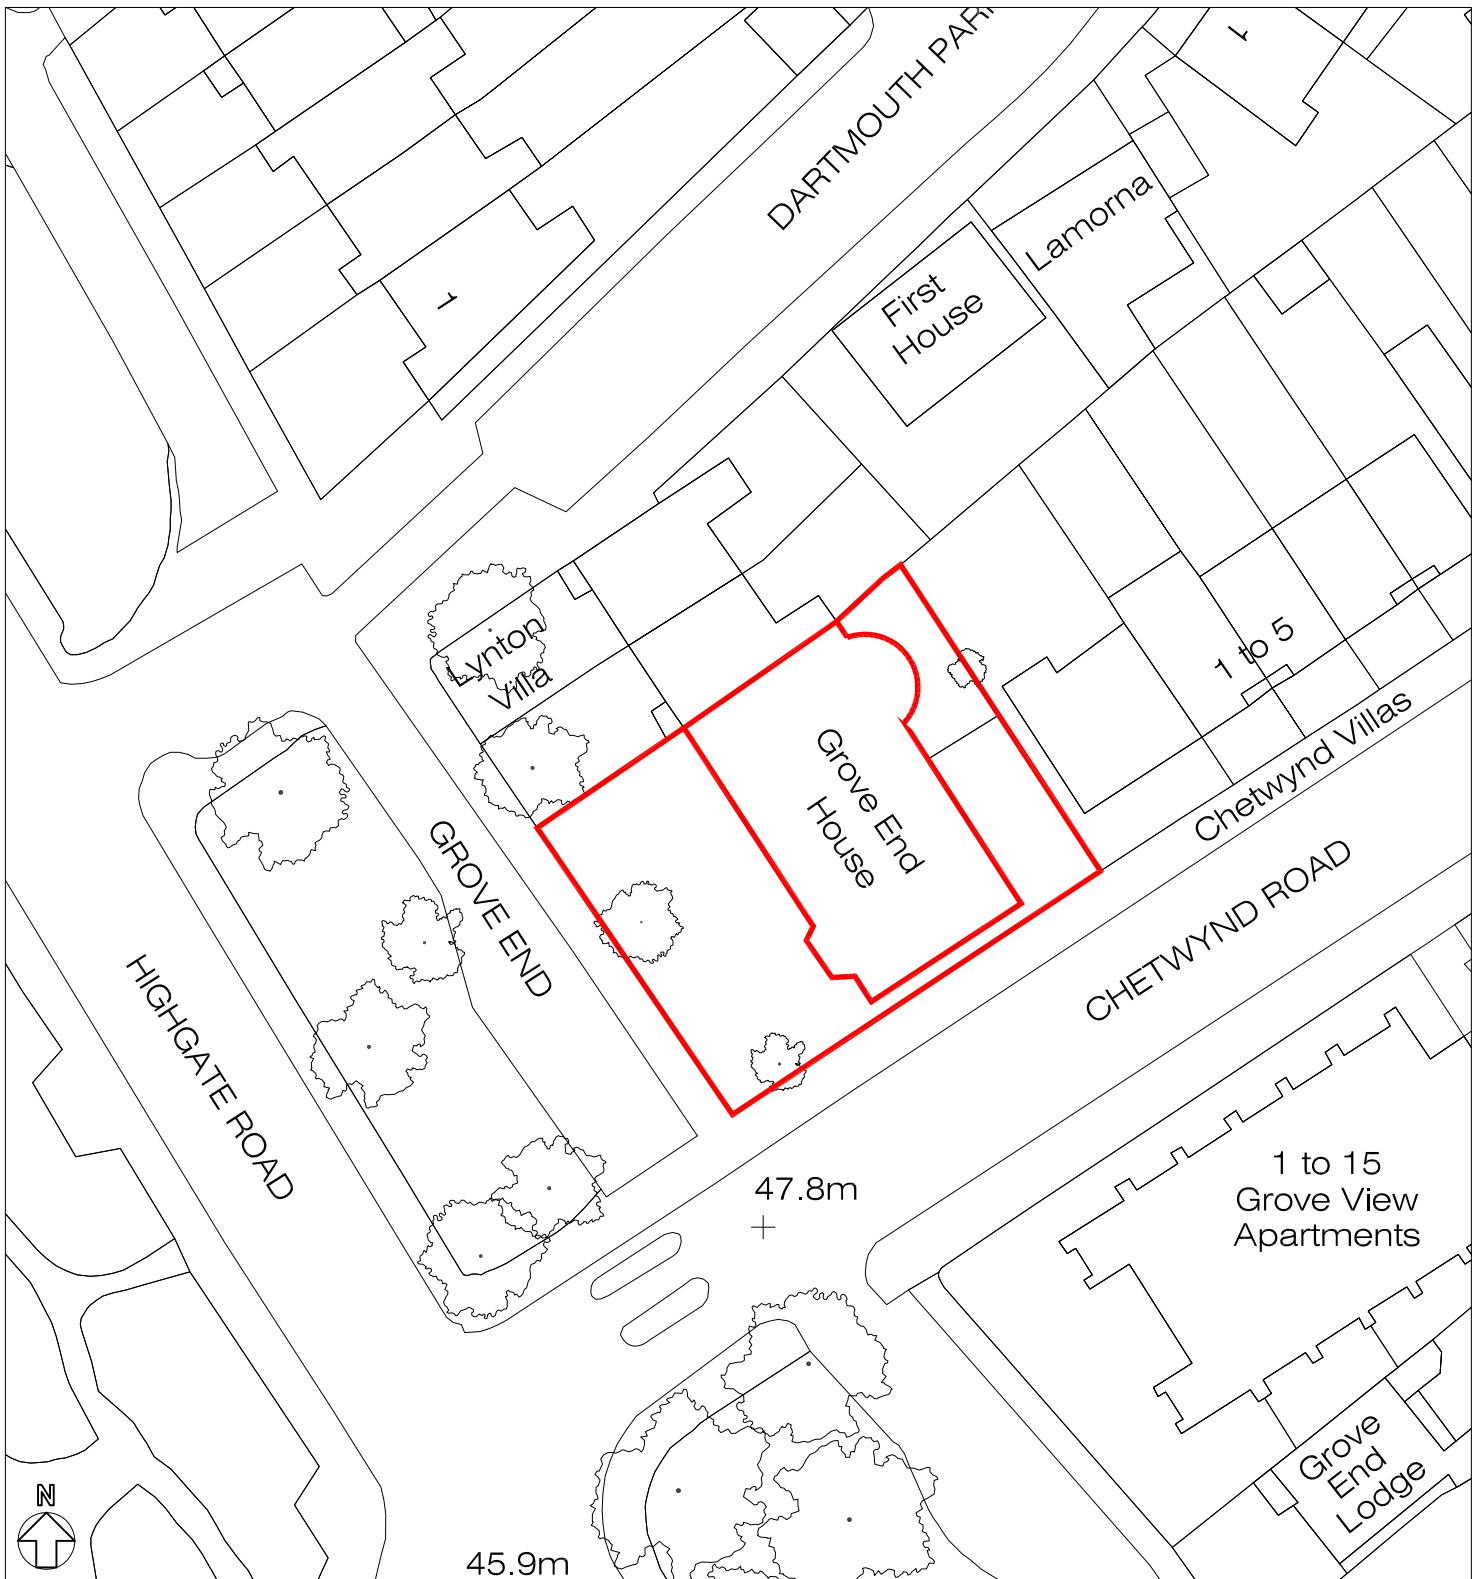 DARTMOUTH PARK
1
Lamorna
First
House
1
Lynton
Villa
1 to 5
Chetwynd Villas
Grove End
House
GROVE END
CHETWYND ROAD
HIGHGATE ROAD
47.8m
1 to 15
Grove View
Apartments
Grove
End
Lodge
N
45.9m